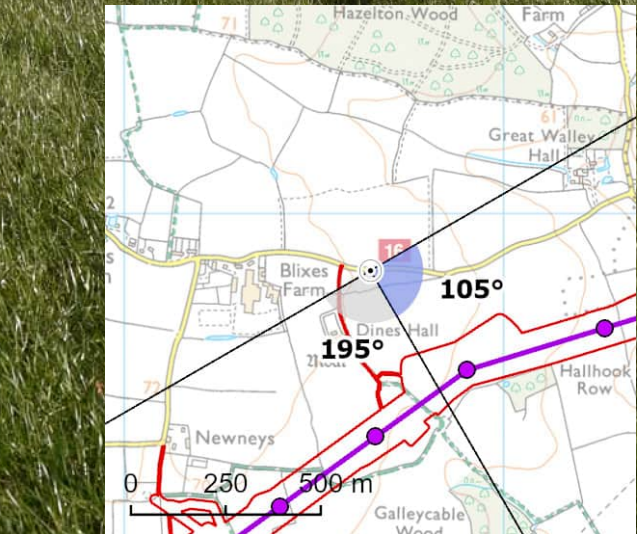 71
Hazelton Wood
Farm
61
Great Walley
Hall
2
s
16
Blixes
Farm
105°
Dines Hall
195°
Moat
Hallhook
Row
72
Newneys
0 250 500 m
Galleycable
Wood